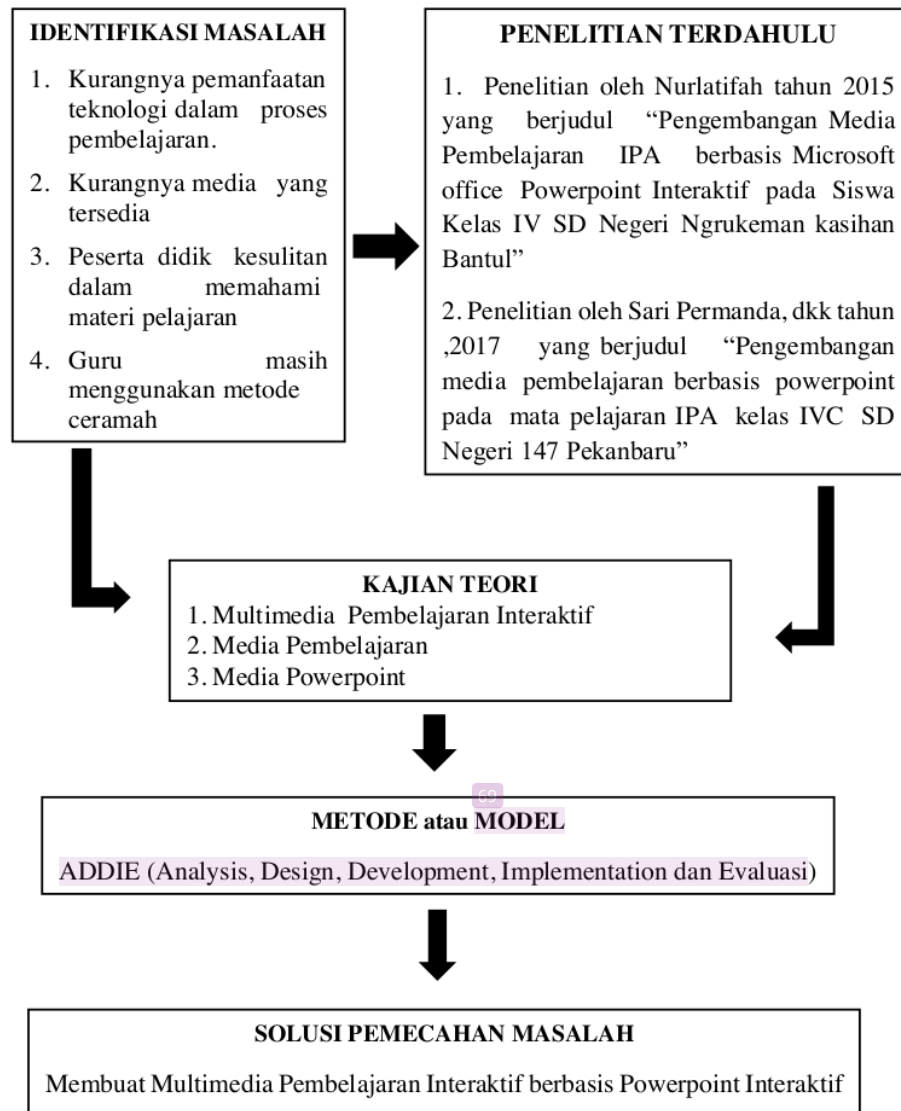 IDENTIFIKASI MASALAH
1. Kurangnya pemanfaatan
teknologi dalam proses
pembelajaran.
2. Kurangnya media yang
tersedia
3. Peserta didik kesulitan
dalam memahami
materi pelajaran
4. Guru masih
menggunakan metode
ceramah
PENELITIAN TERDAHULU
1. Penelitian oleh Nurlatifah tahun 2015
yang berjudul “Pengembangan Media
Pembelajaran IPA berbasis Microsoft
office Powerpoint Interaktif pada Siswa
Kelas IV SD Negeri Ngrukeman kasihan
Bantul”
2. Penelitian oleh Sari Permanda, dkk tahun
,2017 yang berjudul “Pengembangan
media pembelajaran berbasis powerpoint
pada mata pelajaran IPA kelas IVC SD
Negeri 147 Pekanbaru”
KAJIAN TEORI
1. Multimedia Pembelajaran Interaktif
2. Media Pembelajaran
3. Media Powerpoint
69
METODE atau MODEL
ADDIE (Analysis, Design, Development, Implementation dan Evaluasi)
SOLUSI PEMECAHAN MASALAH
Membuat Multimedia Pembelajaran Interaktif berbasis Powerpoint Interaktif